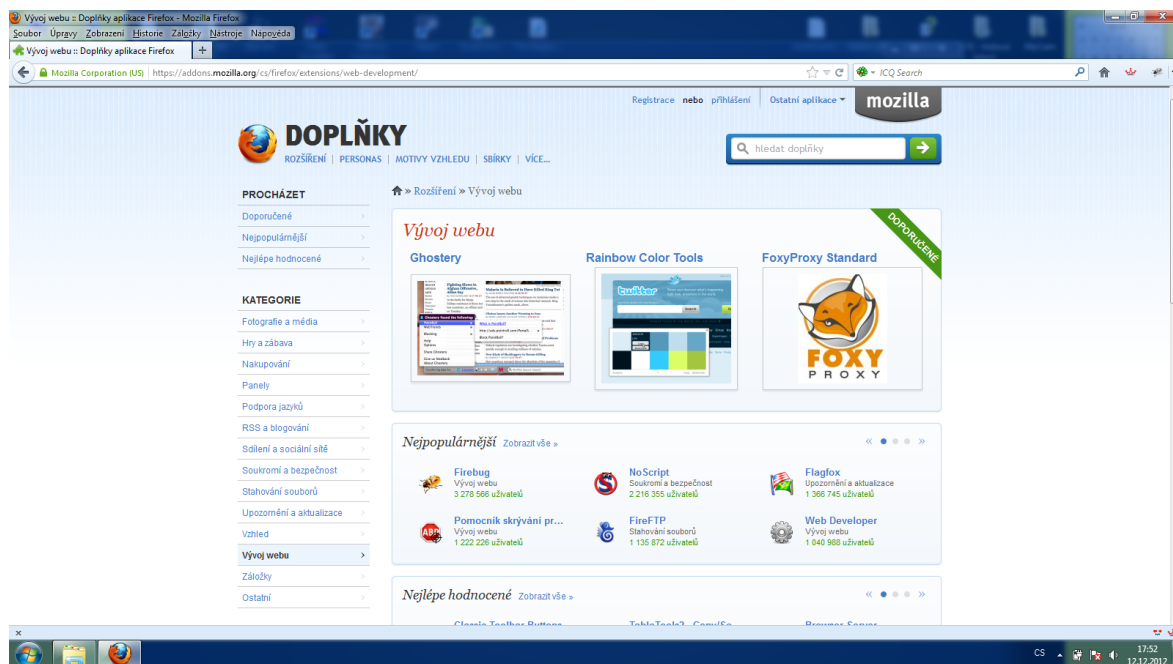 Vývoj webu :: Doplňky aplikace Firefox - Mozilla Firefox
Soubor Úpravy Zobrazení Historie Záložky Nástroje Nápověda
Vývoj webu :: Doplňky aplikace Firefox +
Mozilla Corporation (US) https://addons.mozilla.org/cs/firefox/extensions/web-development/ ICQ Search
Registrace nebo přihlášení Ostatní aplikace mozilla
DOPLŇKY
ROZŠÍŘENÍ | PERSONAS | MOTIVY VZHLEDU | SBÍRKY | VÍCE...
hledat doplňky
PROCHÁZET
Doporučené
Nejpopulárnější
Nejlépe hodnocené
KATEGORIE
Fotografie a média
Hry a zábava
Nakupování
Panely
Podpora jazyků
RSS a blogování
Sdílení a sociální sítě
Soukromí a bezpečnost
Stahování souborů
Upozornění a aktualizace
Vzhled
Vývoj webu
Záložky
Ostatní
» Rozšíření » Vývoj webu
Vývoj webu
DOPORUČENÉ
Ghostery Rainbow Color Tools FoxyProxy Standard
twitter
FOXY
PROXY
Nejpopulárnější Zobrazit vše »
« »
Firebug
Vývoj webu
3 278 566 uživatelů
NoScript
Soukromí a bezpečnost
2 216 355 uživatelů
Flagfox
Upozornění a aktualizace
1 366 745 uživatelů
Pomocník skrývání pr...
Vývoj webu
1 222 226 uživatelů
FireFTP
Stahování souborů
1 135 872 uživatelů
Web Developer
Vývoj webu
1 040 988 uživatelů
Nejlépe hodnocené Zobrazit vše »
« »
CS 17:52
12.12.2012